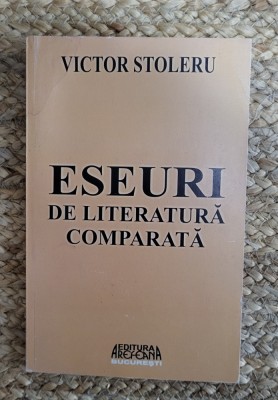 VICTOR STOLERU
ESEURI
DE LITERATURĂ
COMPARATĂ
EDITURA
AREFEANA
BUCUREȘTI